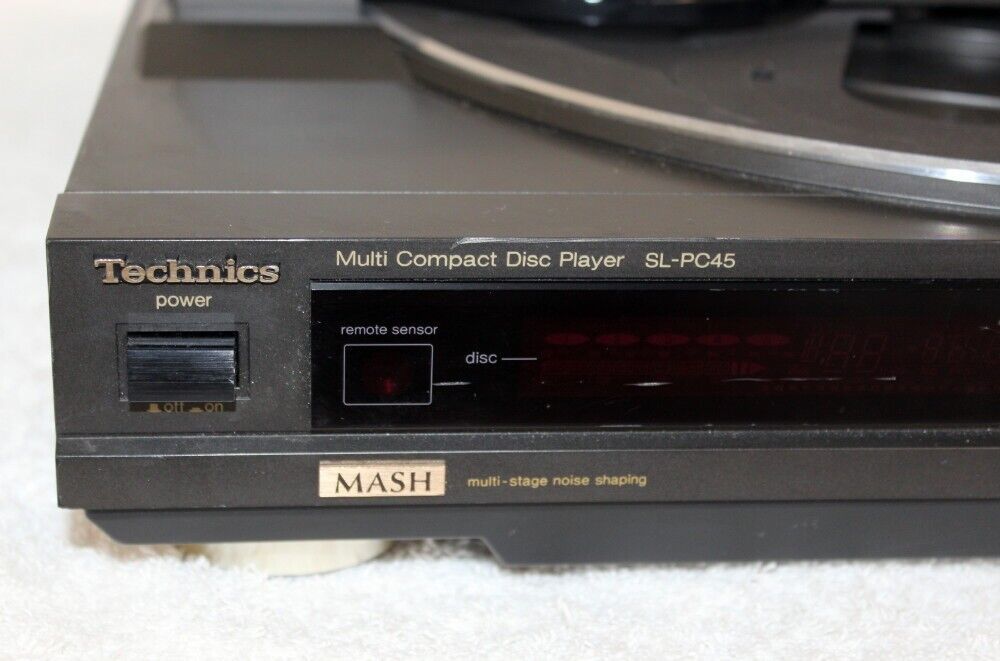 Technics
Multi Compact Disc Player SL-PC45
power
remote sensor
disc
off on
MASH
multi-stage noise shaping